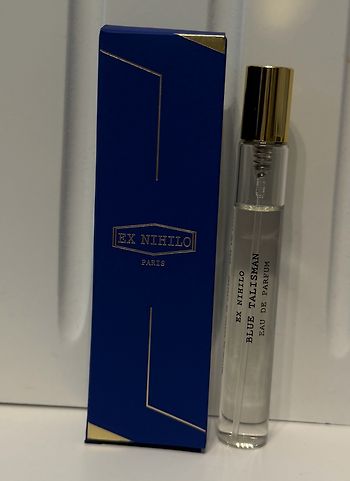 EX NIHILO
PARIS
EX NIHILO
BLUE TALISMAN
EAU DE PARFUM